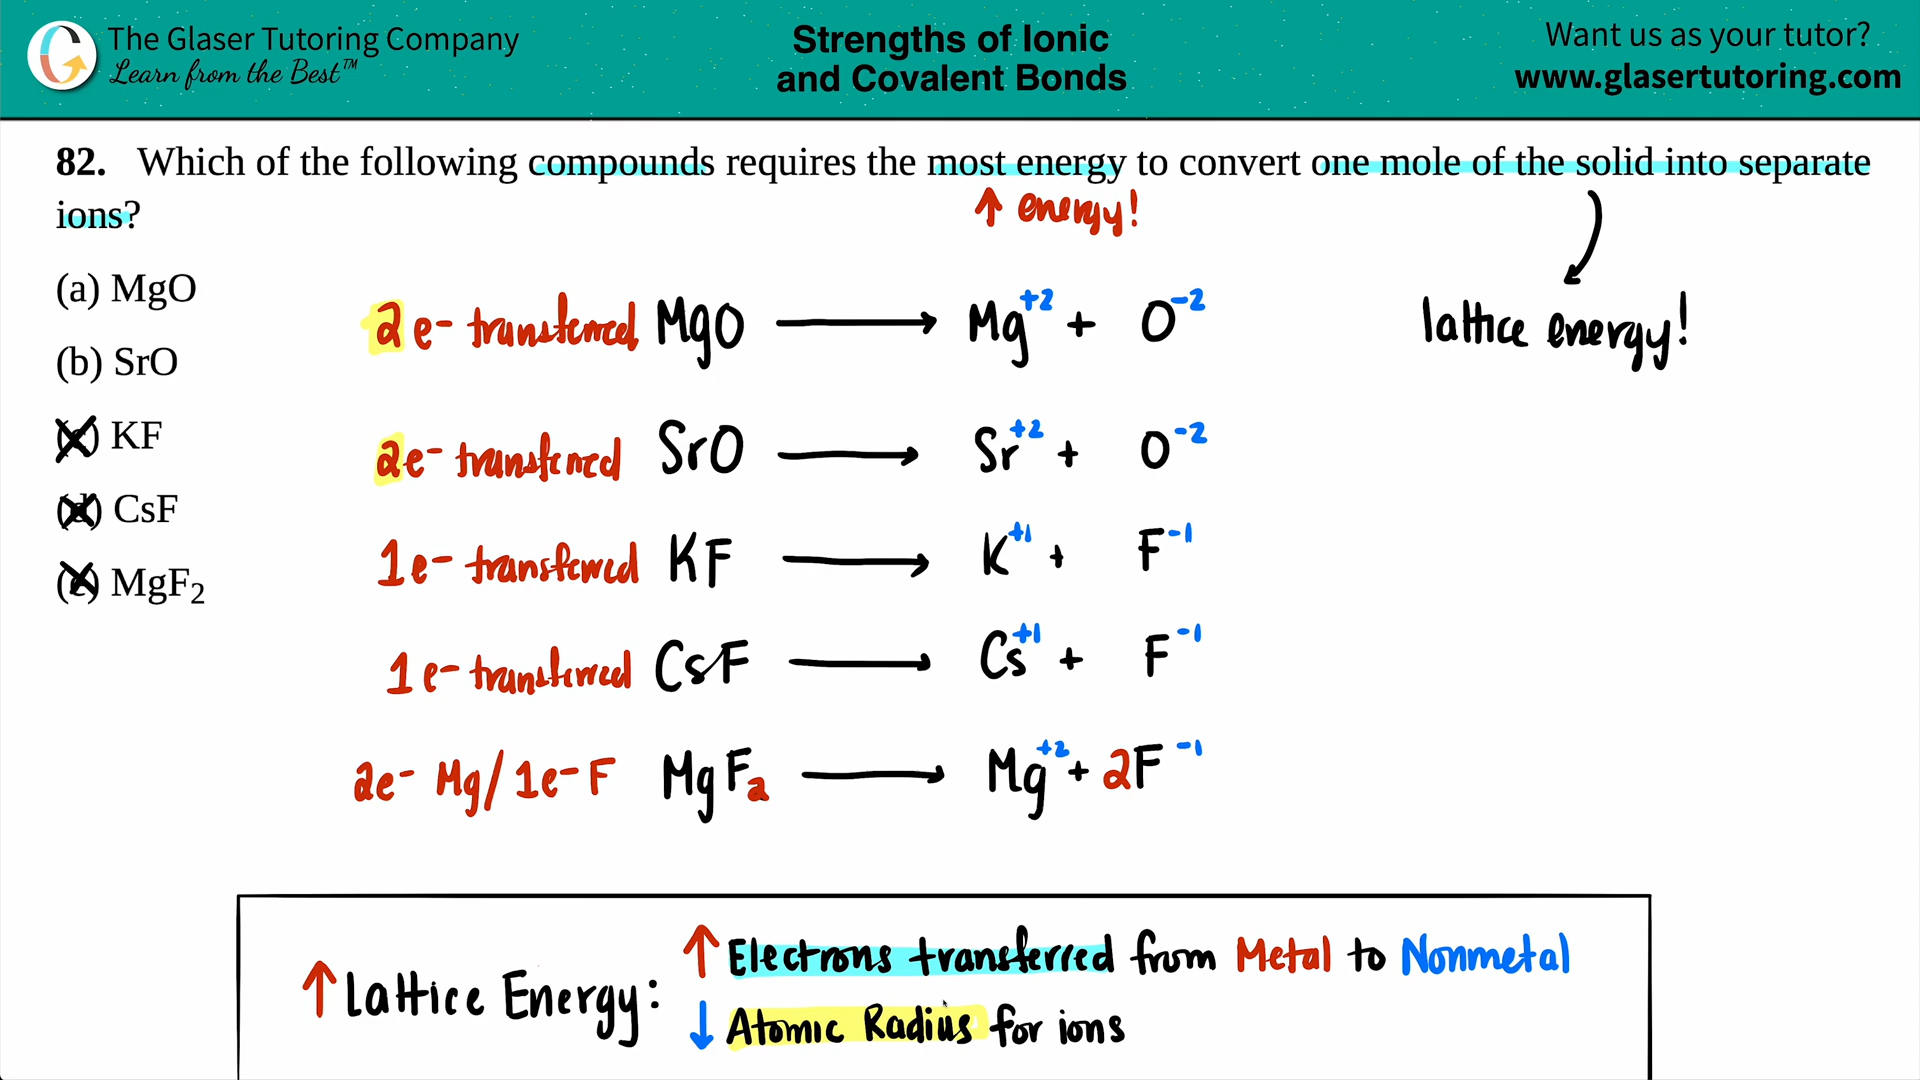 The Glaser Tutoring Company
Learn from the Best™
Strengths of Ionic
and Covalent Bonds
Want us as your tutor?
www.glasertutoring.com
82. Which of the following compounds requires the most energy to convert one mole of the solid into separate
ions?
↑ energy!
lattice energy!
(a) MgO
(b) SrO
(c) KF
(d) CsF
(e) MgF₂
2e- transferred MgO ⟶ Mg⁺² + O⁻²
2e- transferred SrO ⟶ Sr⁺² + O⁻²
1e- transferred KF ⟶ K⁺¹ + F⁻¹
1e- transferred CsF ⟶ Cs⁺¹ + F⁻¹
2e- Mg/1e- F MgF₂ ⟶ Mg⁺² + 2F⁻¹
↑ Lattice Energy:
↑ Electrons transferred from Metal to Nonmetal
↓ Atomic Radius for ions